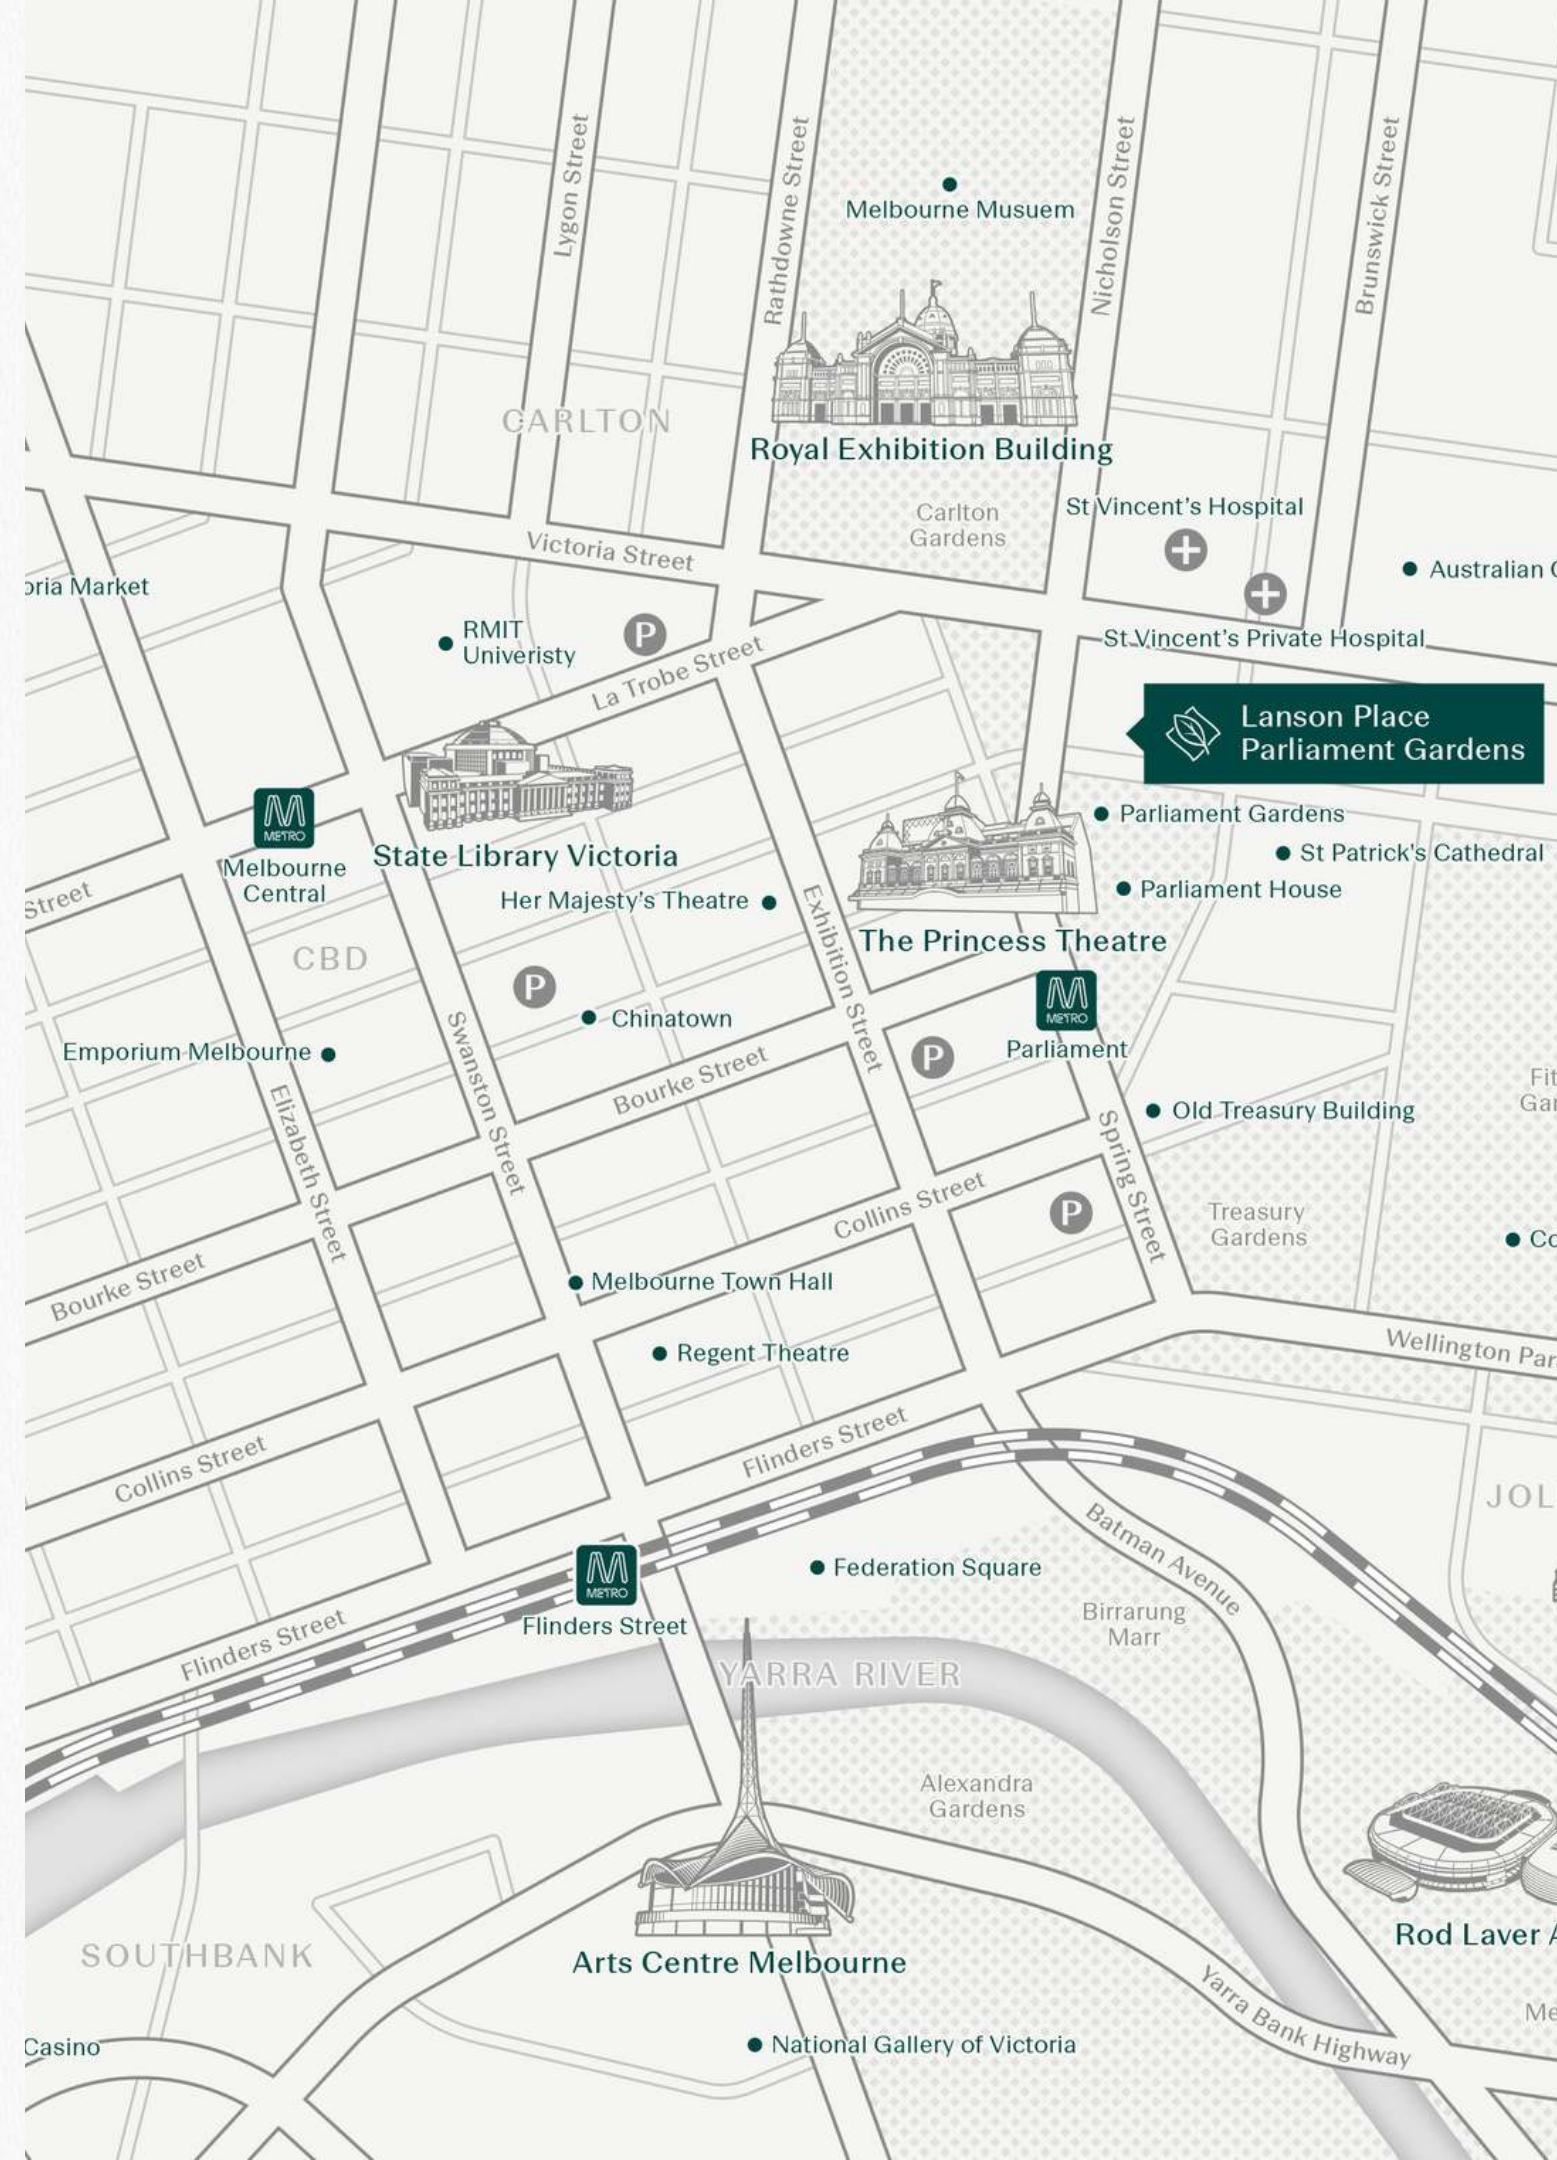 Lygon Street
Rathdowne Street
Nicholson Street
Brunswick Street
Melbourne Musuem
CARLTON
Royal Exhibition Building
Carlton
Gardens
St Vincent's Hospital
Victoria Street
oria Market
Australian
RMIT
Univeristy
P
La Trobe Street
St Vincent's Private Hospital
Lanson Place
Parliament Gardens
METRO
Melbourne
Central
State Library Victoria
Parliament Gardens
St Patrick's Cathedral
Parliament House
Street
Her Majesty's Theatre
Exhibition Street
The Princess Theatre
CBD
P
METRO
Parliament
Chinatown
Swanston Street
Emporium Melbourne
P
Bourke Street
Elizabeth Street
Old Treasury Building
Spring Street
Fit
Gar
Collins Street
P
Treasury
Gardens
Co
Bourke Street
Melbourne Town Hall
Regent Theatre
Wellington Par
Flinders Street
Collins Street
JOL
Batman Avenue
METRO
Flinders Street
Federation Square
Birrarung
Marr
Flinders Street
YARRA RIVER
Alexandra
Gardens
Rod Laver A
SOUTHBANK
Arts Centre Melbourne
Yarra Bank Highway
Me
Casino
National Gallery of Victoria